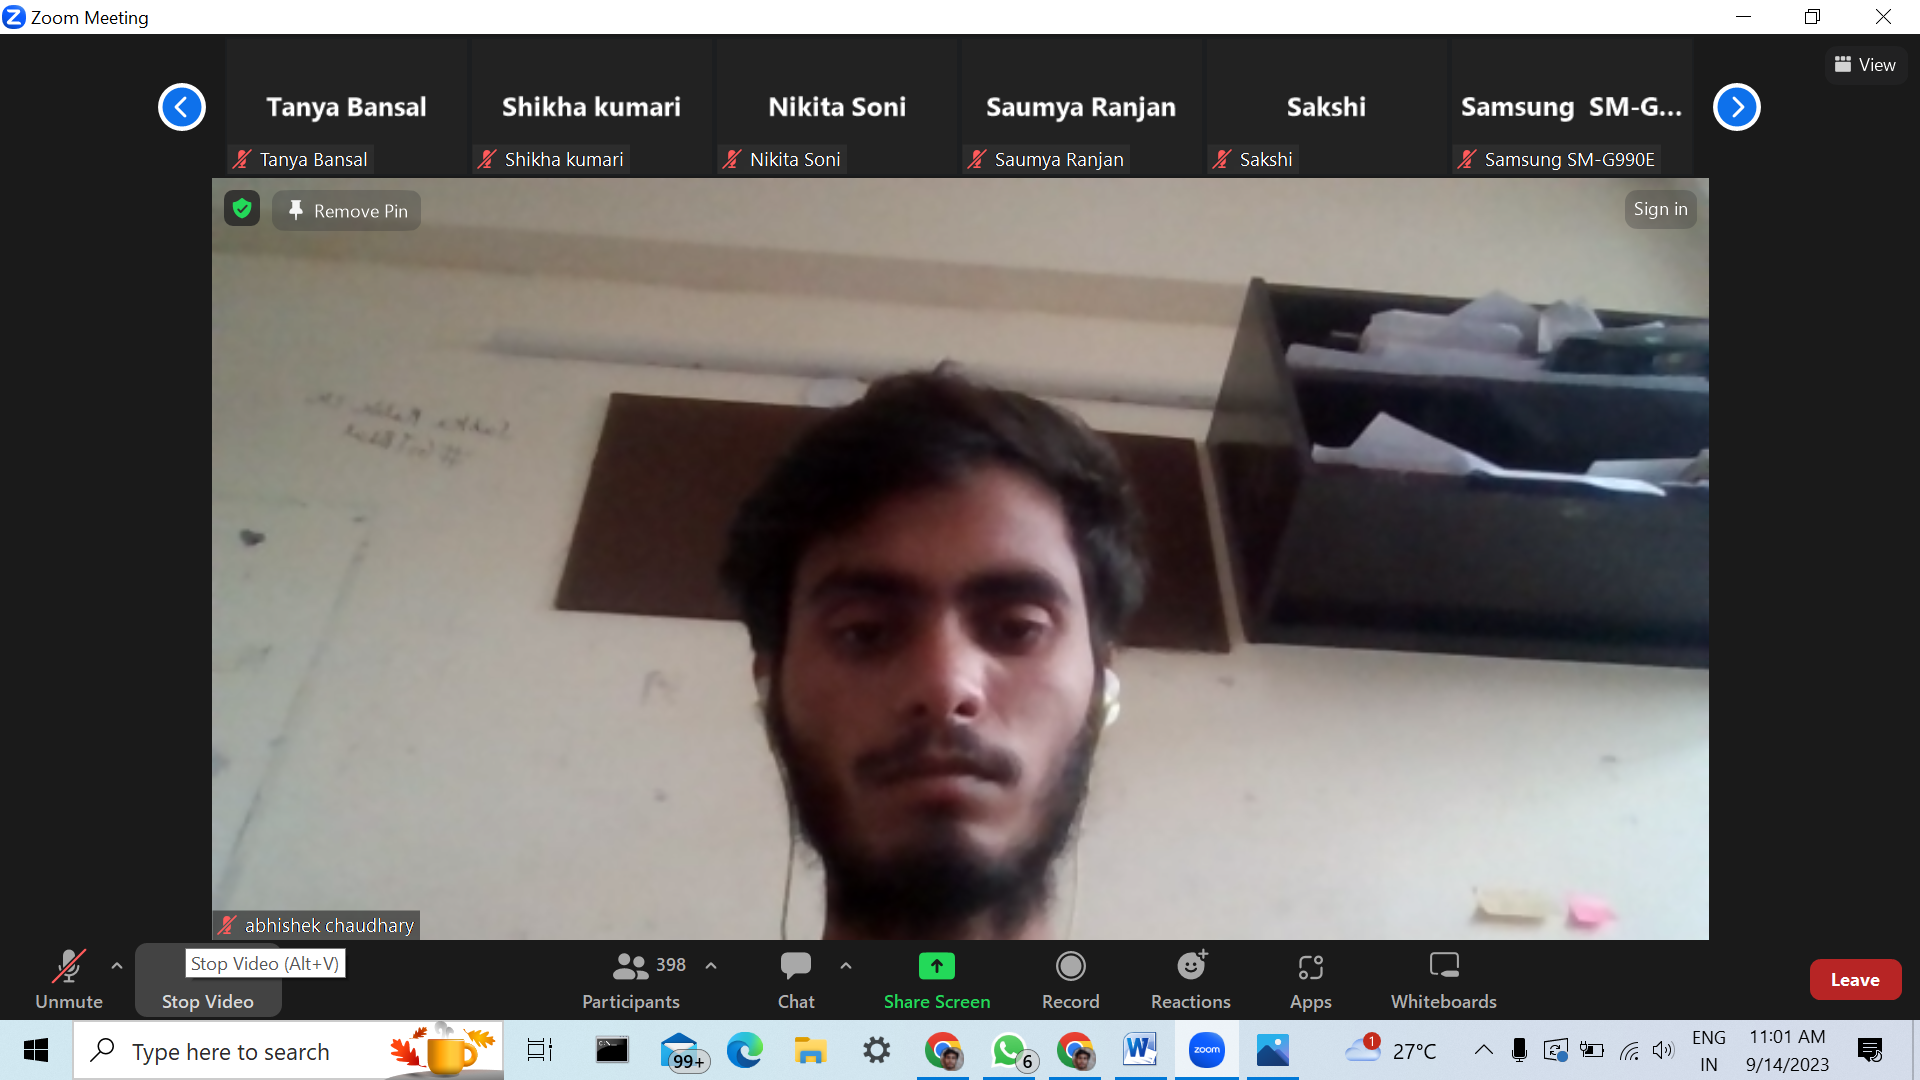 Zoom Meeting
View
Tanya Bansal
Shikha kumari
Nikita Soni
Saumya Ranjan
Sakshi
Samsung SM-G...
Tanya Bansal
Shikha kumari
Nikita Soni
Saumya Ranjan
Sakshi
Samsung SM-G990E
Remove Pin
Sign in
abhishek chaudhary
Stop Video (Alt+V)
398
Unmute
Stop Video
Participants
Chat
Share Screen
Record
Reactions
Apps
Whiteboards
Leave
Type here to search
99+
6
zoom
1
27°C
ENG
IN
11:01 AM
9/14/2023